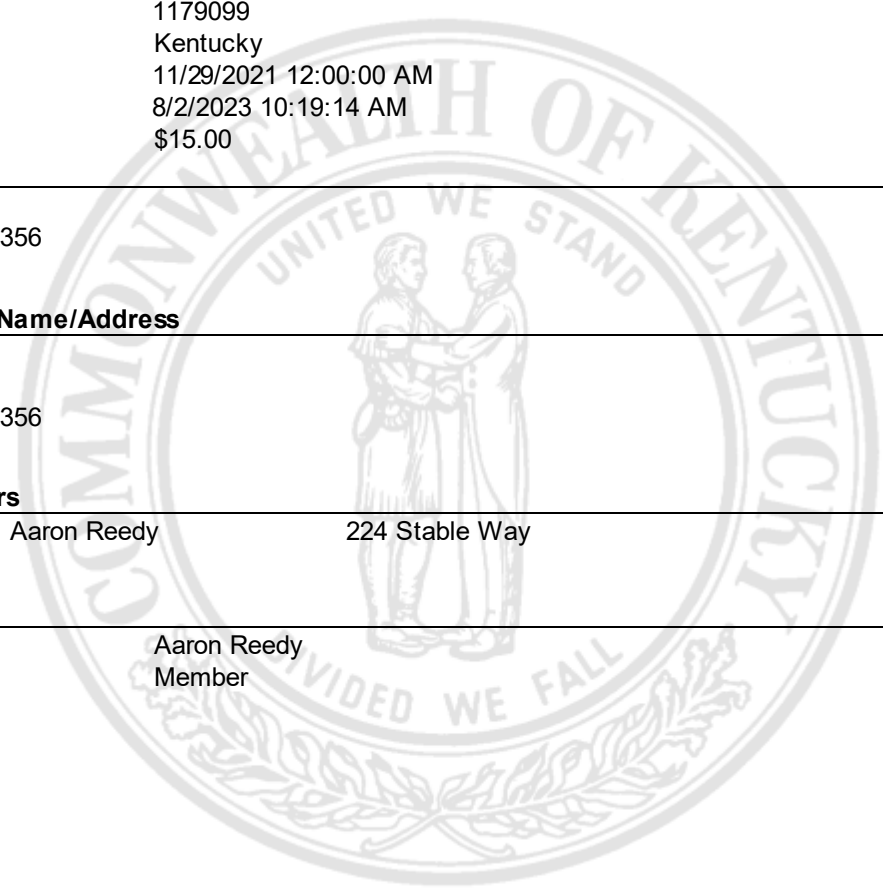 1179099
Kentucky
11/29/2021 12:00:00 AM
8/2/2023 10:19:14 AM
$15.00
356
Name/Address
356
rs
Aaron Reedy 224 Stable Way
Aaron Reedy
Member
COMMONWEALTH OF KENTUCKY
UNITED WE STAND
DIVIDED WE FALL